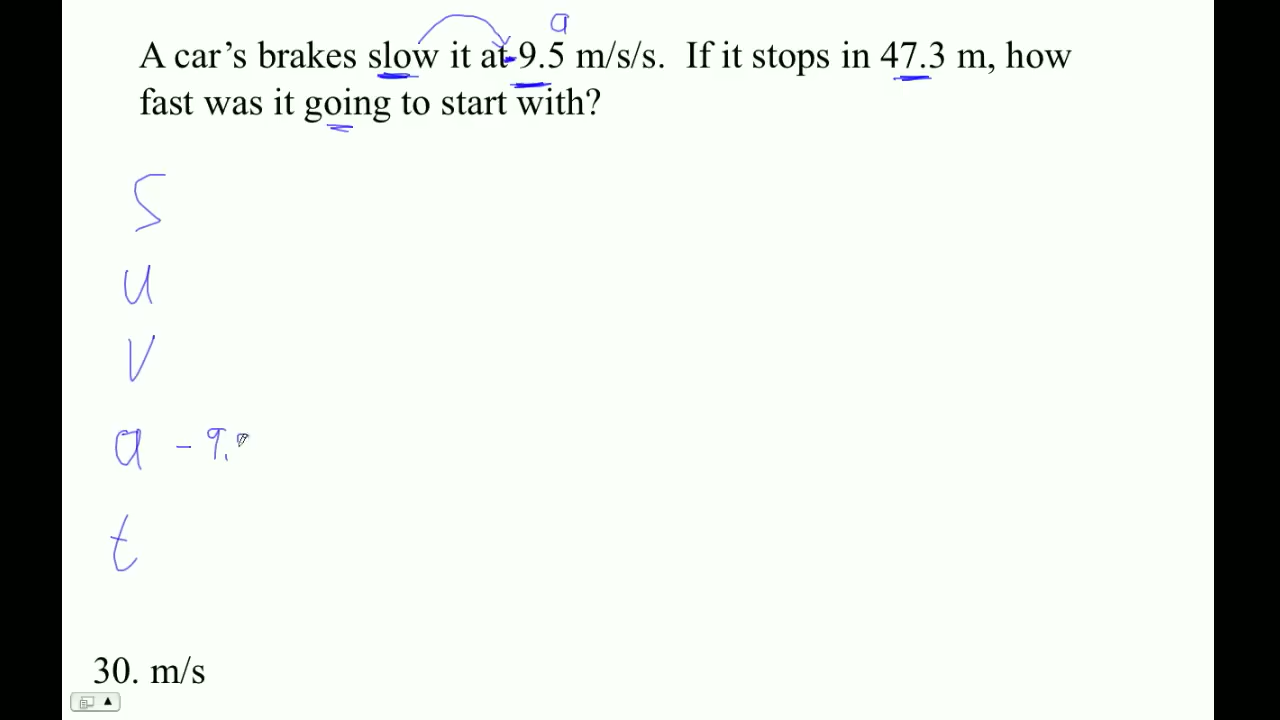 a
A car’s brakes slow it at -9.5 m/s/s. If it stops in 47.3 m, how
fast was it going to start with?
S
u
v
a - 9.
t
30. m/s